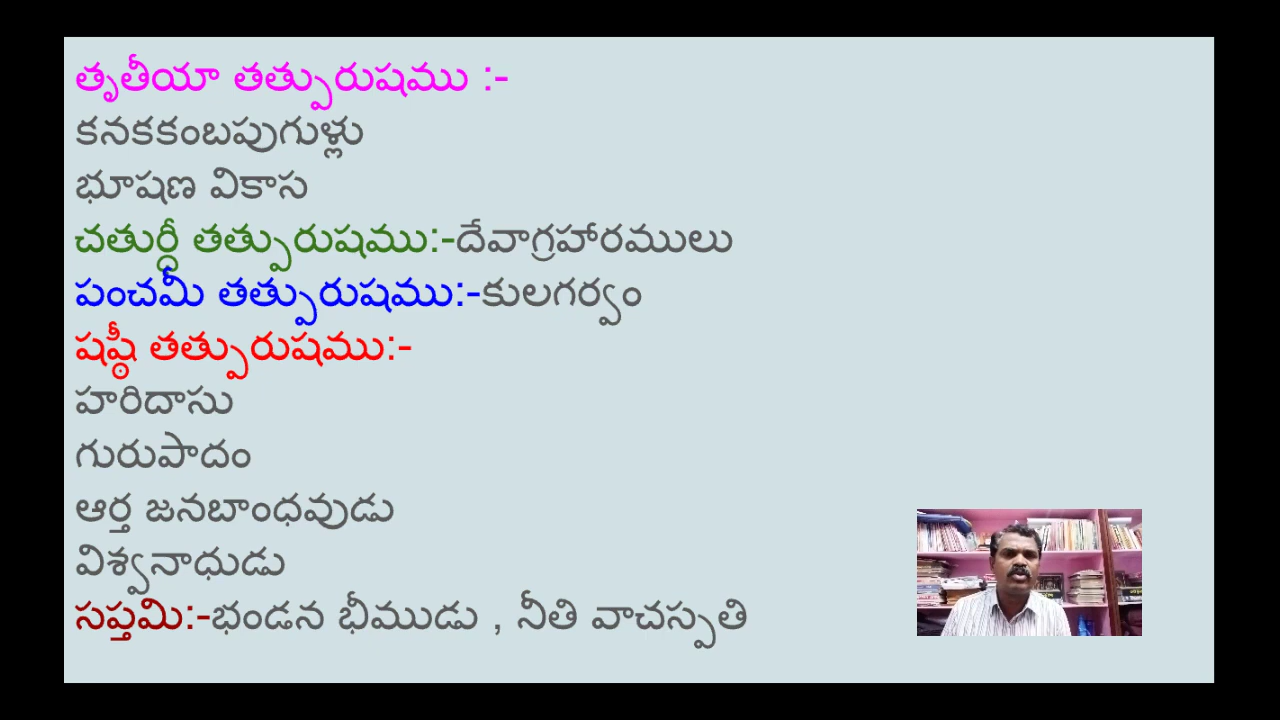 తృతీయా తత్పురుషము :-
కనకకంబపుగుళ్లు
భూషణ వికాస
చతుర్ధీ తత్పురుషము:-దేవాగ్రహారములు
పంచమీ తత్పురుషము:-కులగర్వం
షష్ఠీ తత్పురుషము:-
హరిదాసు
గురుపాదం
ఆర్త జనబాంధవుడు
విశ్వనాధుడు
సప్తమి:-భండన భీముడు , నీతి వాచస్పతి